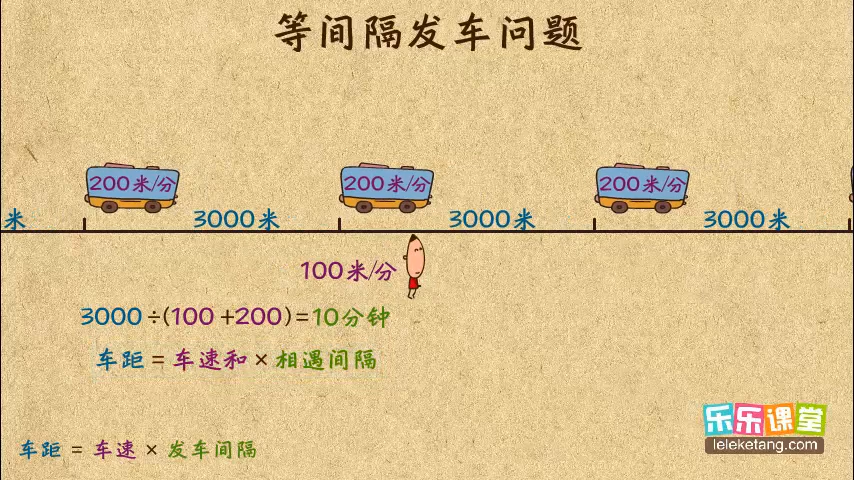 等间隔发车问题
200米/分 200米/分 200米/分
米 3000米 3000米 3000米
100米/分
3000÷(100+200)=10分钟
车距=车速和×相遇间隔
乐乐课堂
leleketang.com
车距=车速×发车间隔